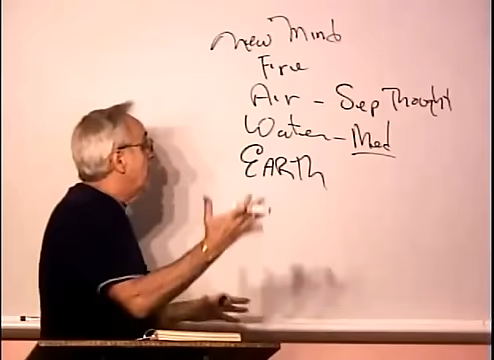 New Mind
Fire
Air - Sep Thought
Water - Med
EARTh